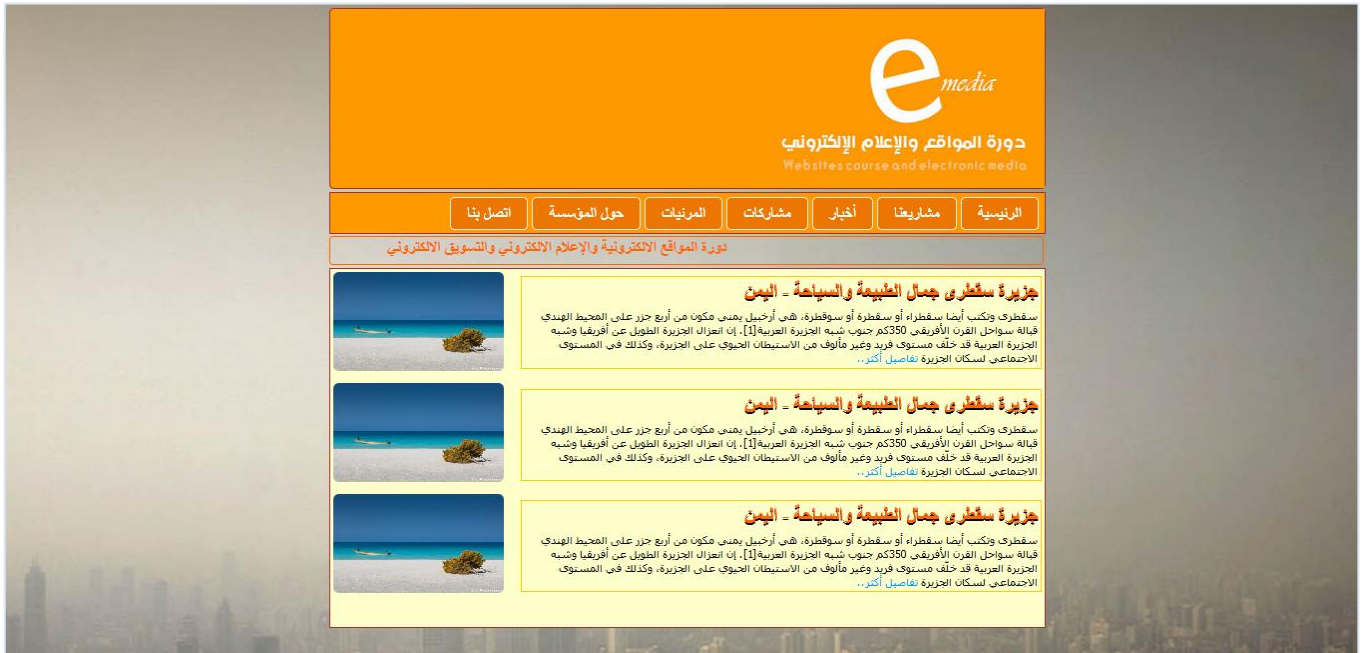 e media
دورة المواقع والإعلام الإلكتروني
Websites course and electronic media
الرئيسية مشاريعنا أخبار مشاركات المرئيات حول المؤسسة اتصل بنا
دورة المواقع الالكترونية والإعلام الالكتروني والتسويق الالكتروني
جزيرة سقطرى جمال الطبيعة والسياحة - اليمن
سقطرى وتكتب أيضا سقطراء أو سقطرة أو سوقطرة، هي أرخبيل يمني مكون من أربع جزر على المحيط الهندي
قبالة سواحل القرن الأفريقي 350كم جنوب شبه الجزيرة العربية[1]. إن انعزال الجزيرة الطويل عن أفريقيا وشبه
الجزيرة العربية قد خلّف مستوى فريد وغير مألوف من الاستيطان الحيوي على الجزيرة، وكذلك في المستوى
الاجتماعي لسكان الجزيرة تفاصيل أكثر..
جزيرة سقطرى جمال الطبيعة والسياحة - اليمن
سقطرى وتكتب أيضا سقطراء أو سقطرة أو سوقطرة، هي أرخبيل يمني مكون من أربع جزر على المحيط الهندي
قبالة سواحل القرن الأفريقي 350كم جنوب شبه الجزيرة العربية[1]. إن انعزال الجزيرة الطويل عن أفريقيا وشبه
الجزيرة العربية قد خلّف مستوى فريد وغير مألوف من الاستيطان الحيوي على الجزيرة، وكذلك في المستوى
الاجتماعي لسكان الجزيرة تفاصيل أكثر..
جزيرة سقطرى جمال الطبيعة والسياحة - اليمن
سقطرى وتكتب أيضا سقطراء أو سقطرة أو سوقطرة، هي أرخبيل يمني مكون من أربع جزر على المحيط الهندي
قبالة سواحل القرن الأفريقي 350كم جنوب شبه الجزيرة العربية[1]. إن انعزال الجزيرة الطويل عن أفريقيا وشبه
الجزيرة العربية قد خلّف مستوى فريد وغير مألوف من الاستيطان الحيوي على الجزيرة، وكذلك في المستوى
الاجتماعي لسكان الجزيرة تفاصيل أكثر..